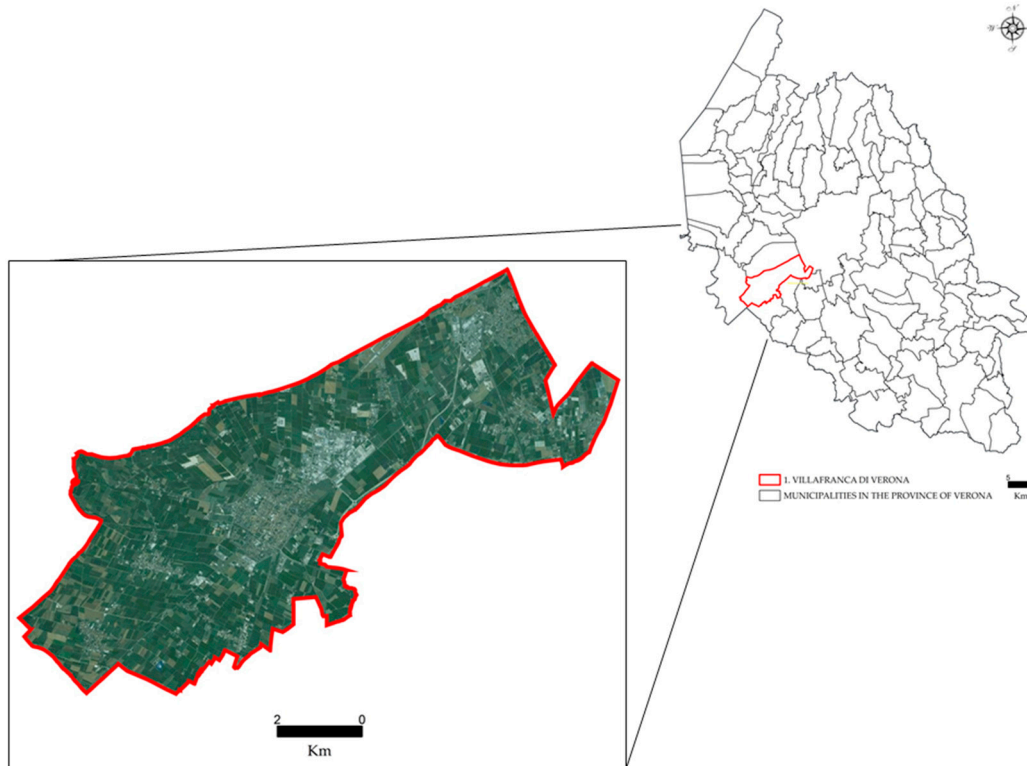 N
W
S
1. VILLAFRANCA DI VERONA
MUNICIPALITIES IN THE PROVINCE OF VERONA
5
Km
2 0
Km